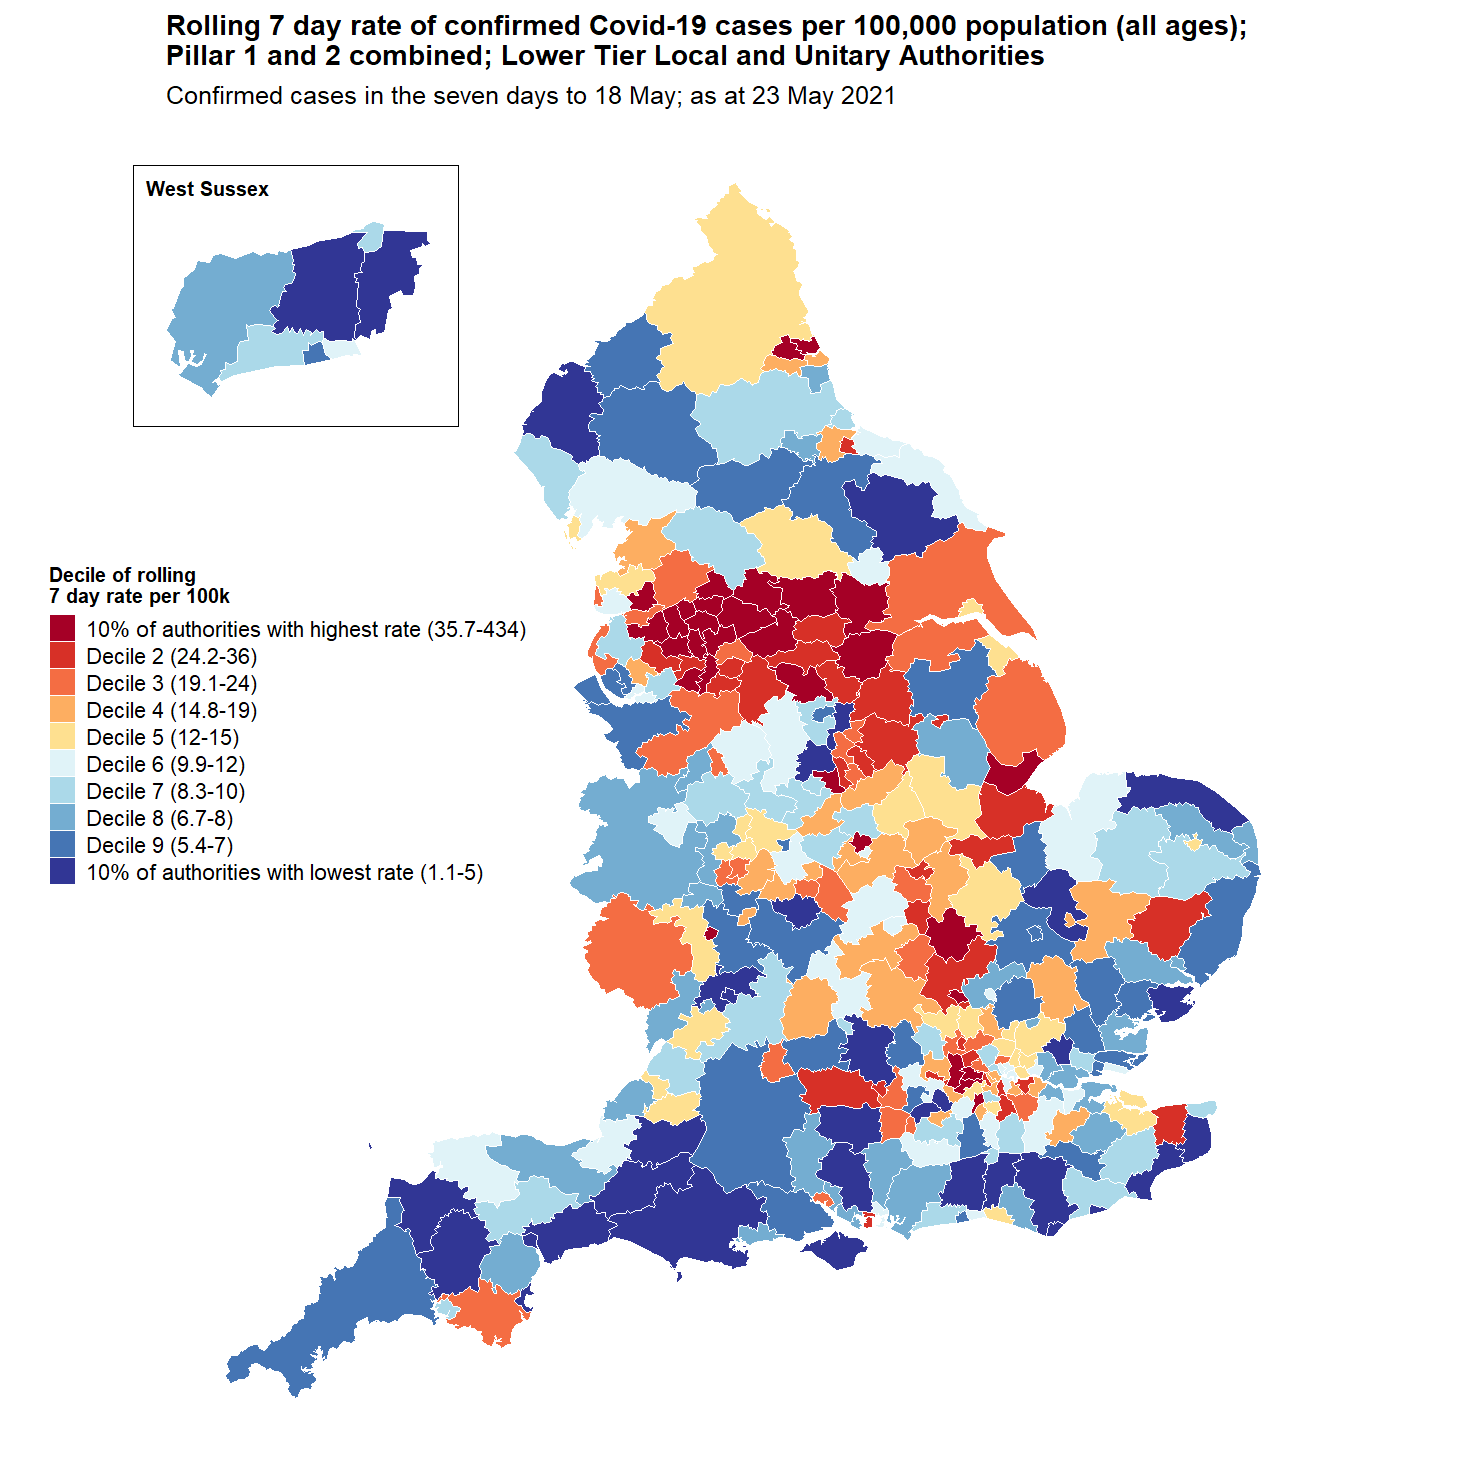 Rolling 7 day rate of confirmed Covid-19 cases per 100,000 population (all ages);
Pillar 1 and 2 combined; Lower Tier Local and Unitary Authorities
Confirmed cases in the seven days to 18 May; as at 23 May 2021
West Sussex
Decile of rolling
7 day rate per 100k
10% of authorities with highest rate (35.7-434)
Decile 2 (24.2-36)
Decile 3 (19.1-24)
Decile 4 (14.8-19)
Decile 5 (12-15)
Decile 6 (9.9-12)
Decile 7 (8.3-10)
Decile 8 (6.7-8)
Decile 9 (5.4-7)
10% of authorities with lowest rate (1.1-5)